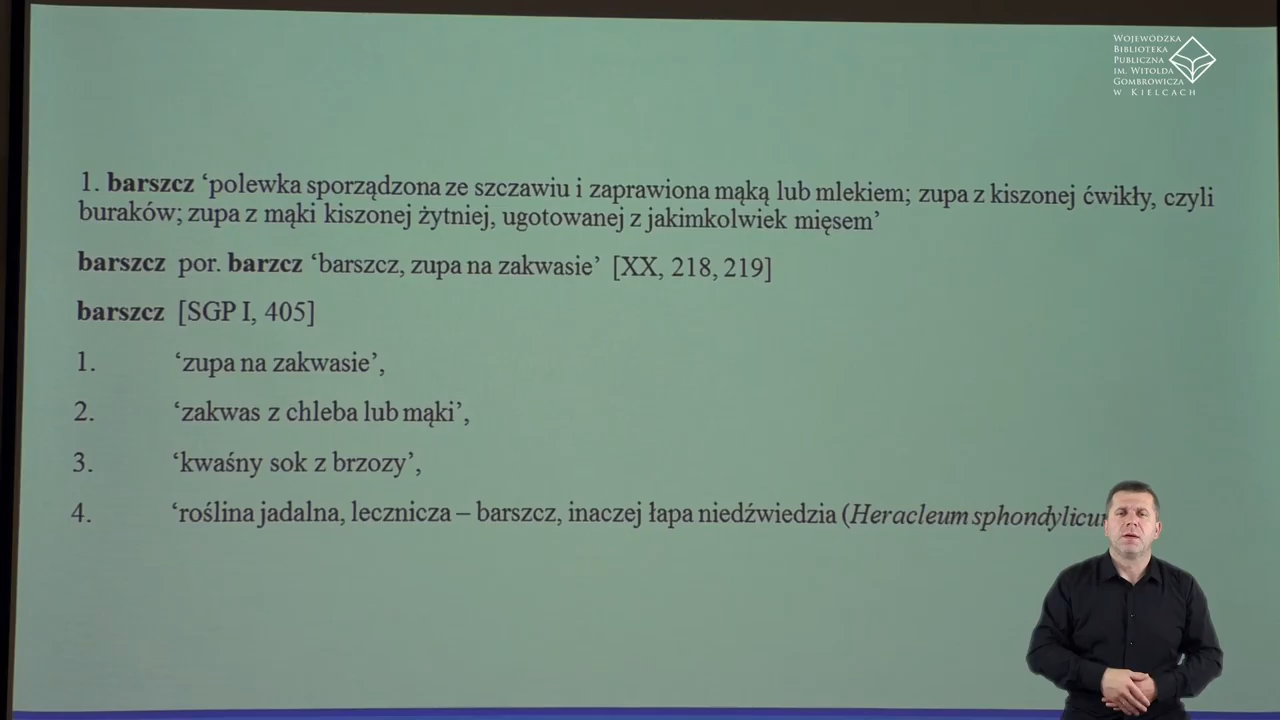 WOJEWÓDZKA
BIBLIOTEKA
PUBLICZNA
IM. WITOLDA
GOMBROWICZA
W KIELCACH
1. barszcz ‘polewka sporządzona ze szczawiu i zaprawiona mąką lub mlekiem; zupa z kiszonej ćwikły, czyli
buraków; zupa z mąki kiszonej żytniej, ugotowanej z jakimkolwiek mięsem’
barszcz por. barzcz ‘barszcz, zupa na zakwasie’ [XX, 218, 219]
barszcz [SGP I, 405]
1. ‘zupa na zakwasie’,
2. ‘zakwas z chleba lub mąki’,
3. ‘kwaśny sok z brzozy’,
4. ‘roślina jadalna, lecznicza – barszcz, inaczej łapa niedźwiedzia (Heracleum